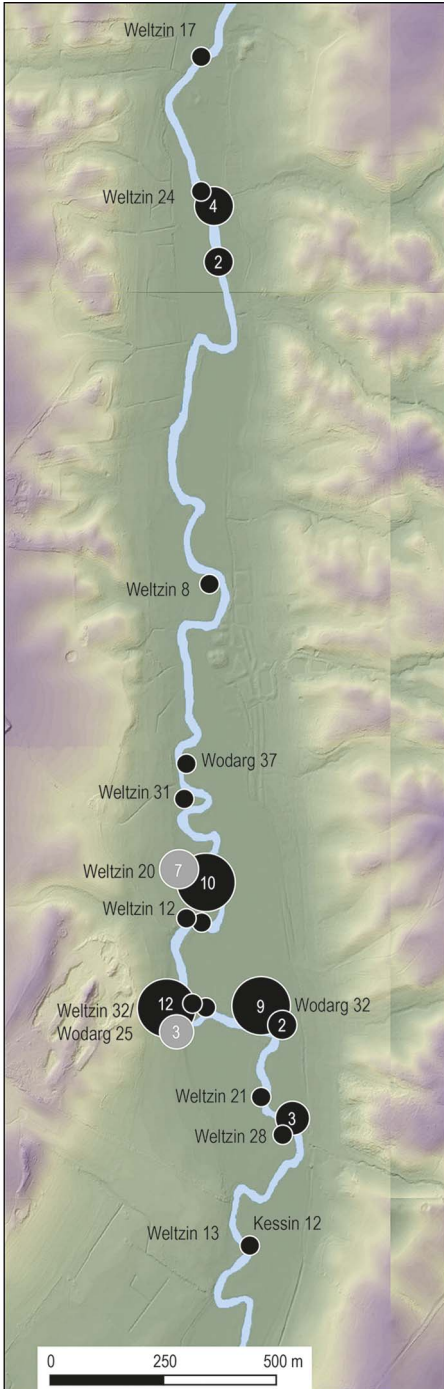 Weltzin 17
Weltzin 24
4
2
Weltzin 8
Wodarg 37
Weltzin 31
Weltzin 20
7
10
Weltzin 12
Weltzin 32/
Wodarg 25
12
3
9
Wodarg 32
2
Weltzin 21
3
Weltzin 28
Weltzin 13
Kessin 12
0 250 500 m